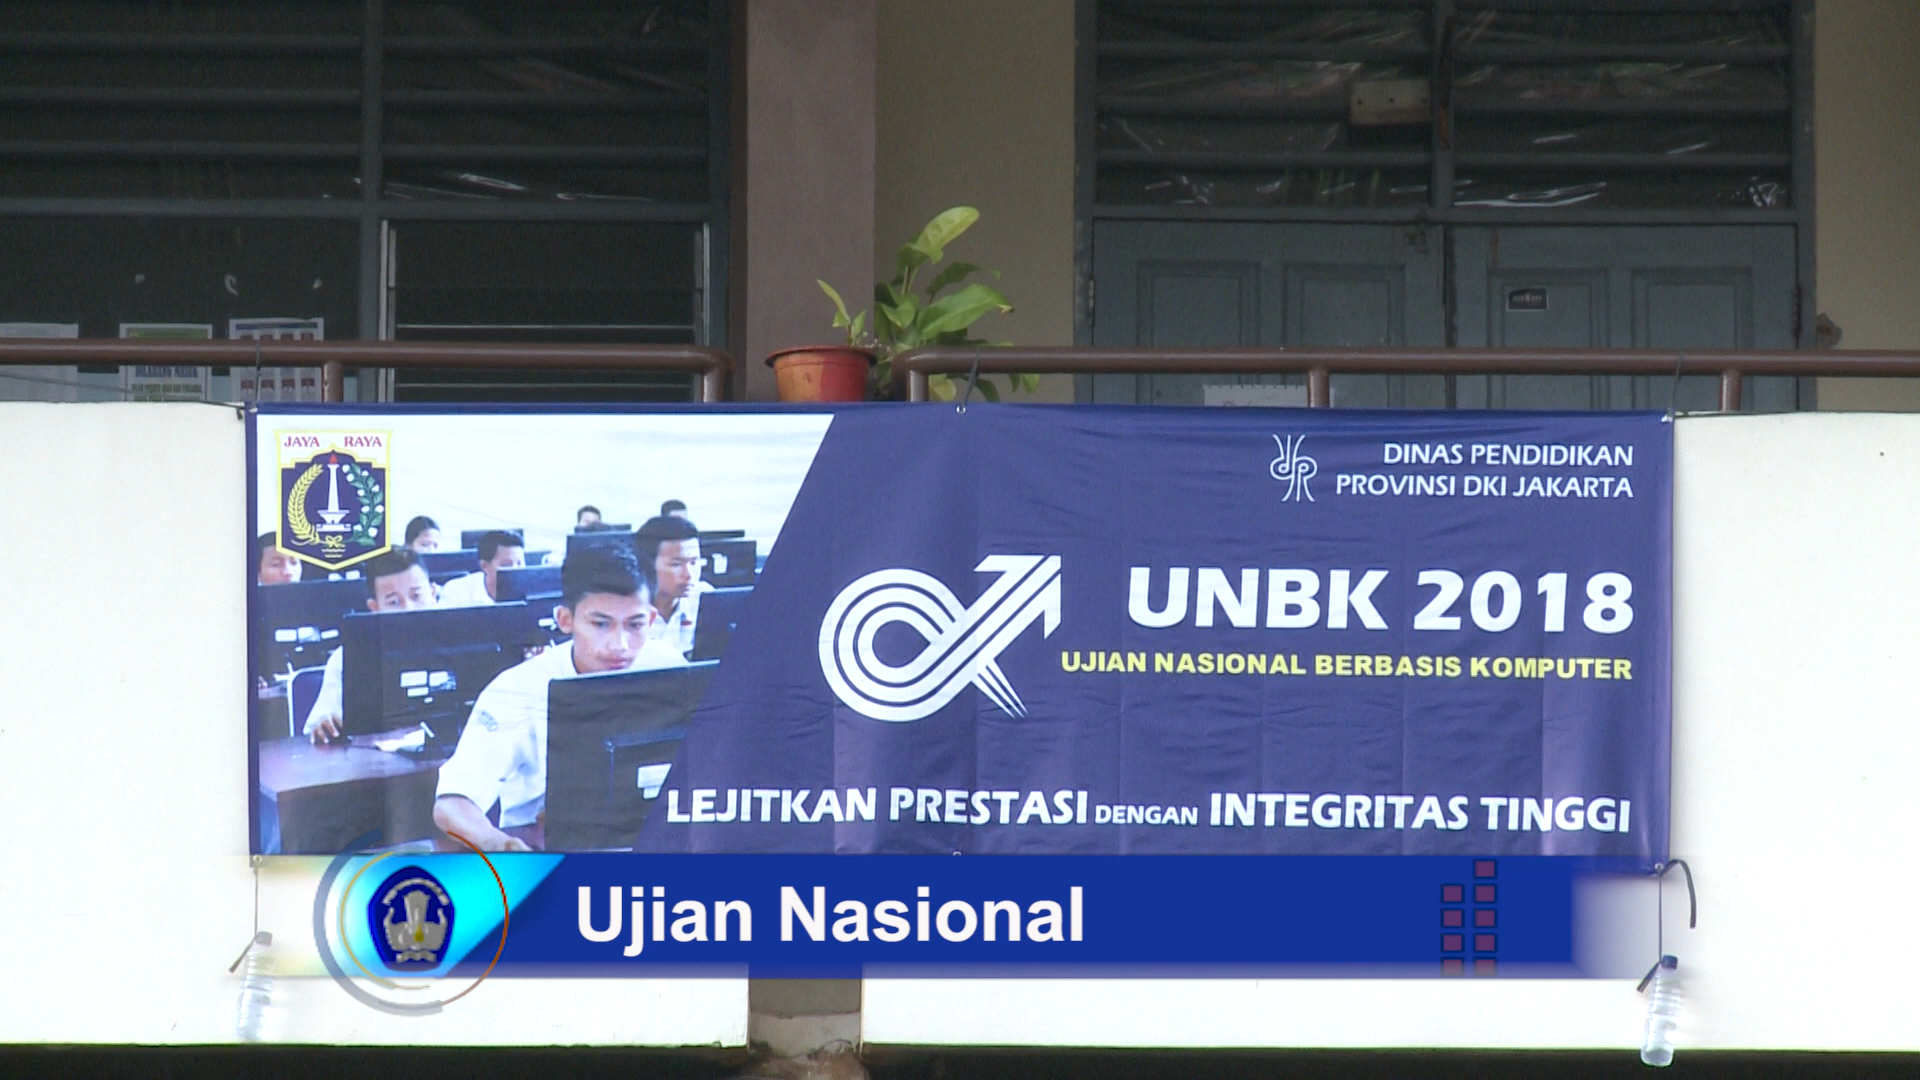 JAYA RAYA
DINAS PENDIDIKAN
PROVINSI DKI JAKARTA
UNBK 2018
UJIAN NASIONAL BERBASIS KOMPUTER
LEJITKAN PRESTASI DENGAN INTEGRITAS TINGGI
Ujian Nasional